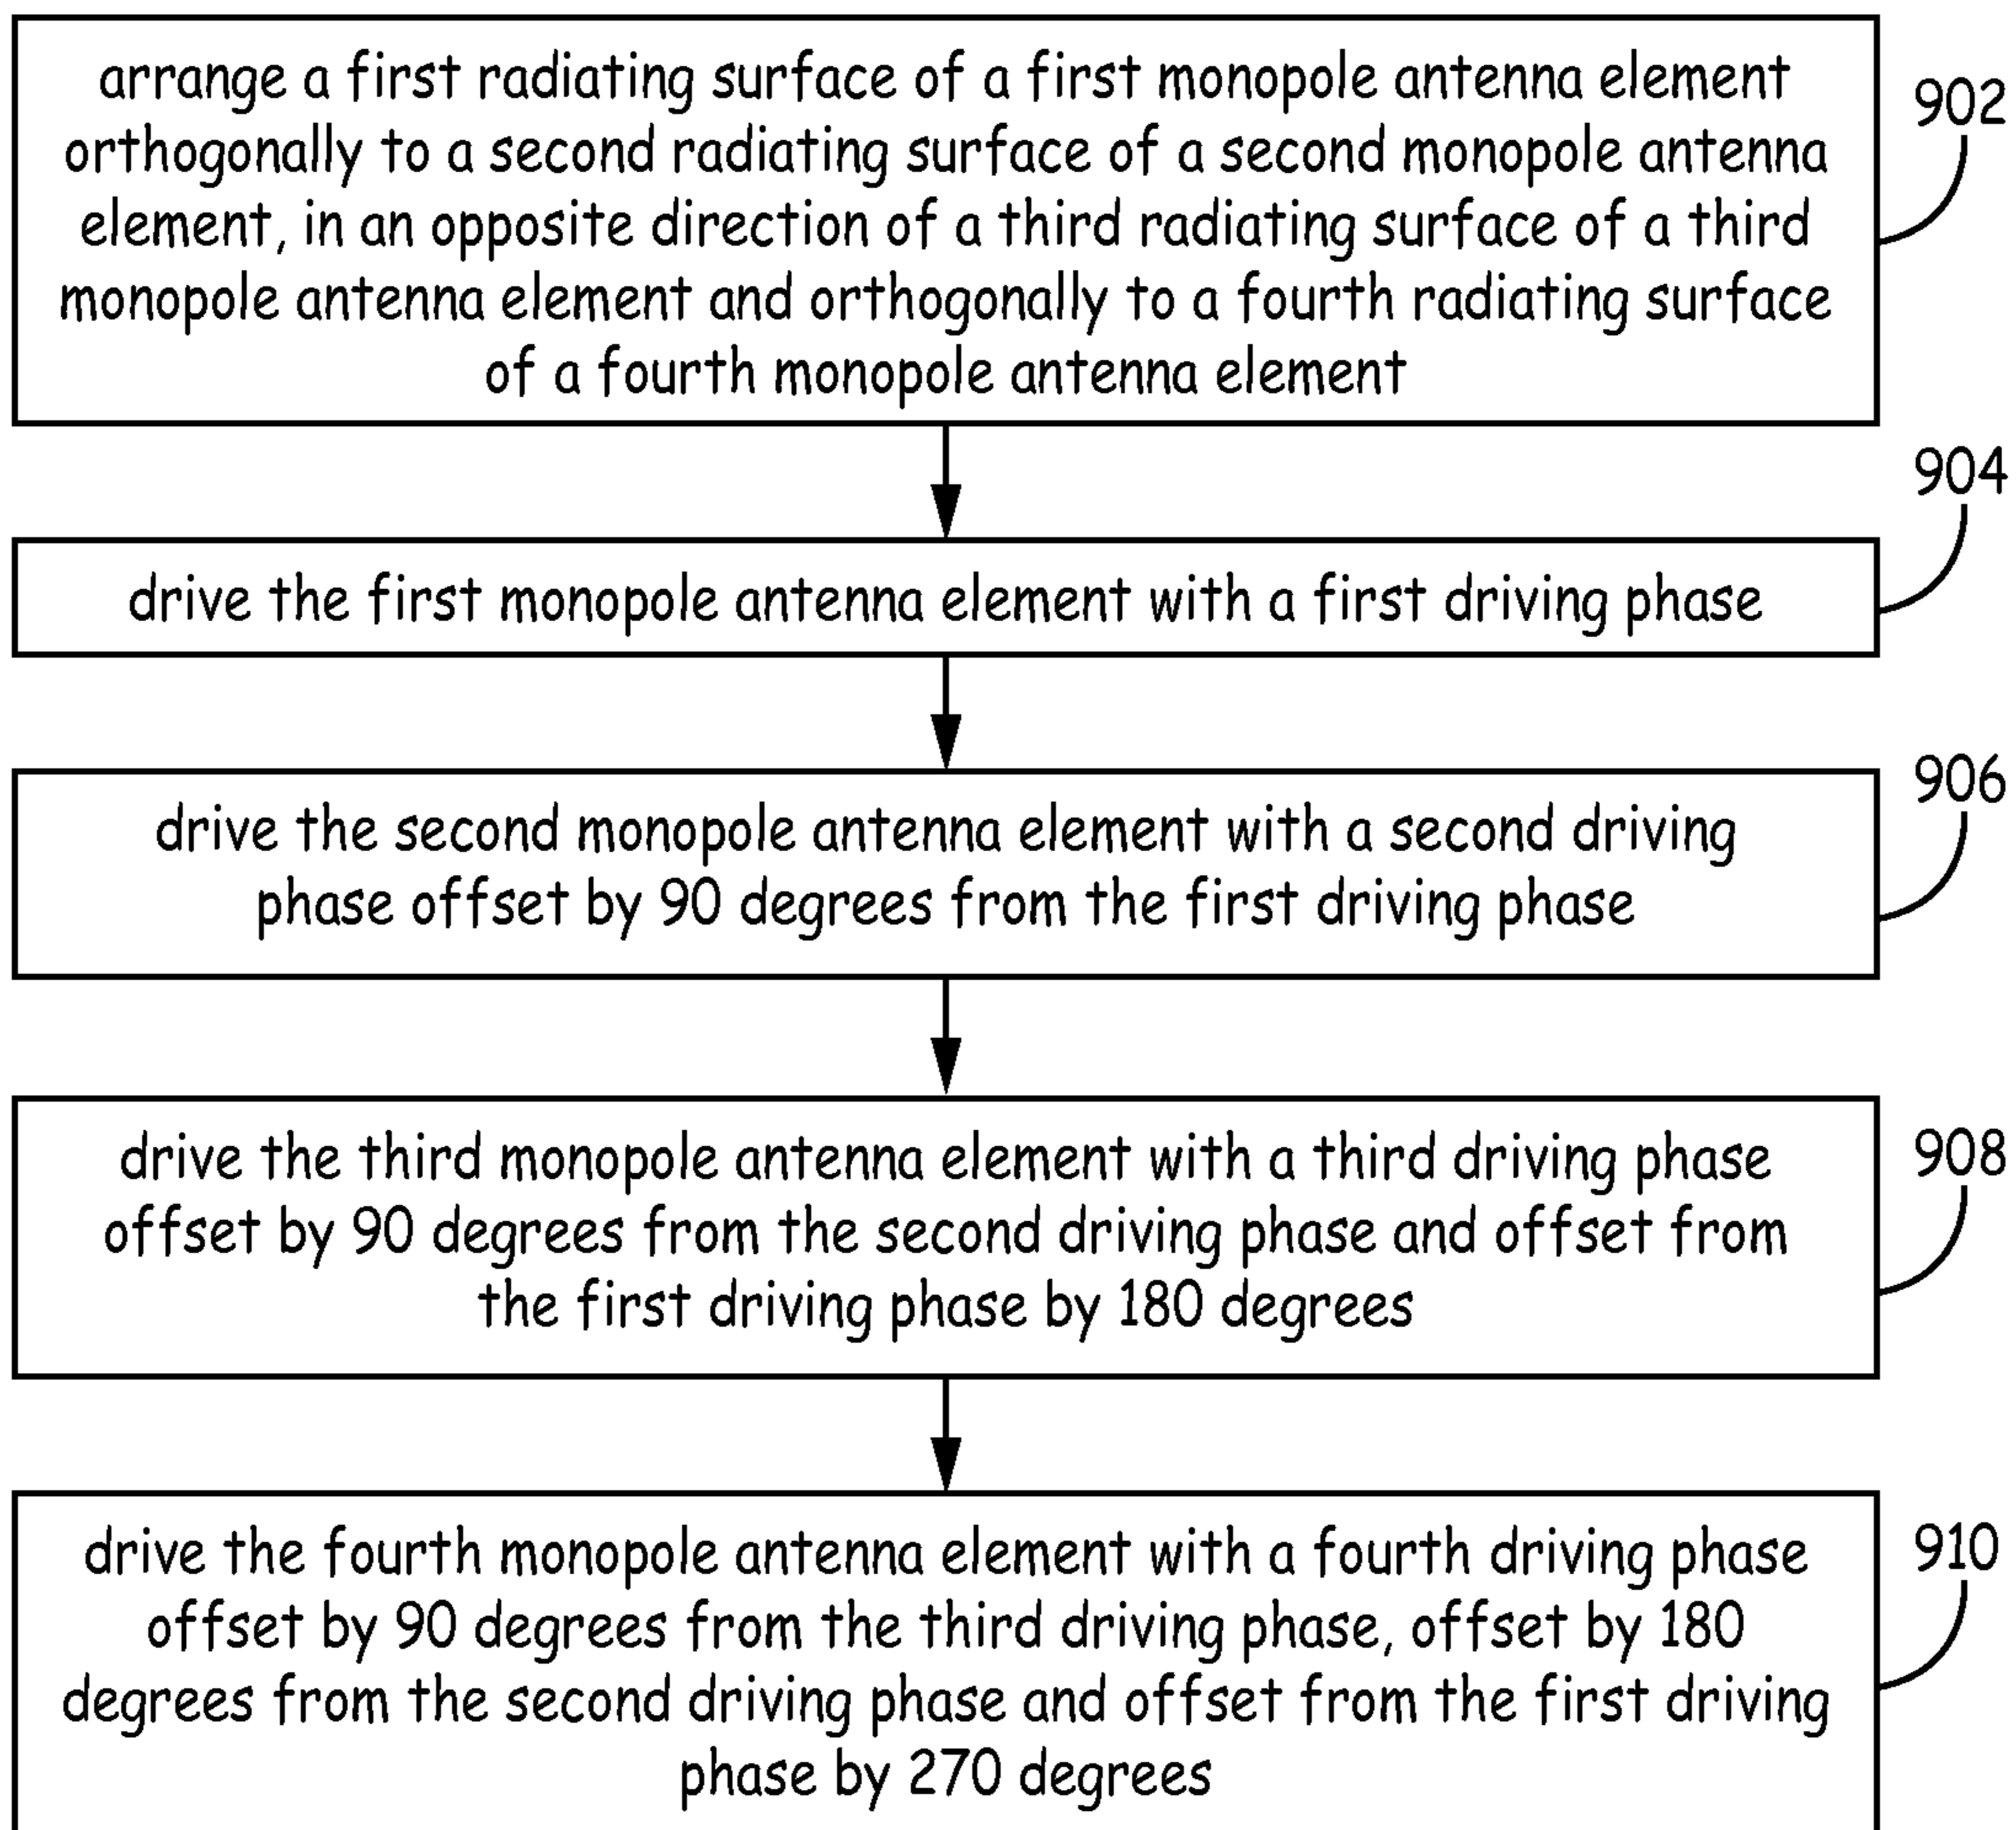 arrange a first radiating surface of a first monopole antenna element
orthogonally to a second radiating surface of a second monopole antenna
element, in an opposite direction of a third radiating surface of a third
monopole antenna element and orthogonally to a fourth radiating surface
of a fourth monopole antenna element
902
904
drive the first monopole antenna element with a first driving phase
906
drive the second monopole antenna element with a second driving
phase offset by 90 degrees from the first driving phase
908
drive the third monopole antenna element with a third driving phase
offset by 90 degrees from the second driving phase and offset from
the first driving phase by 180 degrees
910
drive the fourth monopole antenna element with a fourth driving phase
offset by 90 degrees from the third driving phase, offset by 180
degrees from the second driving phase and offset from the first driving
phase by 270 degrees